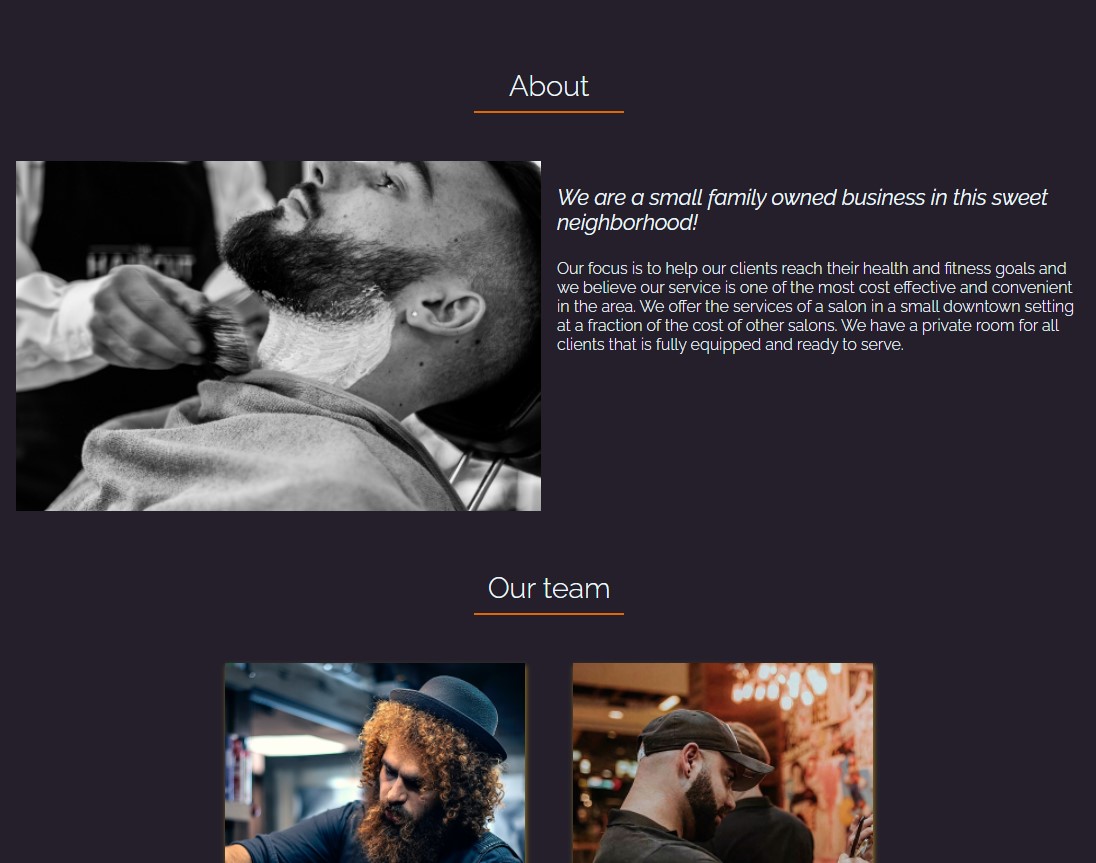 About
We are a small family owned business in this sweet
neighborhood!
Our focus is to help our clients reach their health and fitness goals and
we believe our service is one of the most cost effective and convenient
in the area. We offer the services of a salon in a small downtown setting
at a fraction of the cost of other salons. We have a private room for all
clients that is fully equipped and ready to serve.
Our team